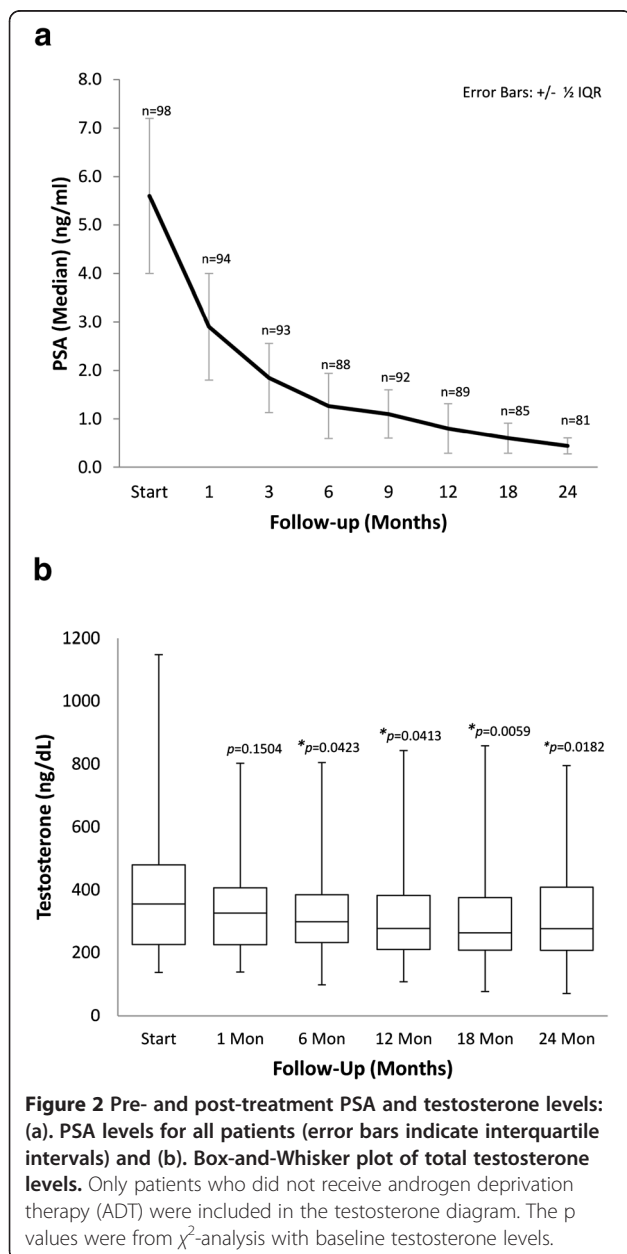 a
8.0
7.0
6.0
5.0
4.0
3.0
2.0
1.0
0.0
PSA (Median) (ng/ml)
Error Bars: +/- ½ IQR
n=98
n=94
n=93
n=88
n=92
n=89
n=85
n=81
Start 1 3 6 9 12 18 24
Follow-up (Months)
b
1200
1000
800
600
400
200
0
Testosterone (ng/dL)
p=0.1504
*p=0.0423
*p=0.0413
*p=0.0059
*p=0.0182
Start 1 Mon 6 Mon 12 Mon 18 Mon 24 Mon
Follow-Up (Months)
Figure 2 Pre- and post-treatment PSA and testosterone levels:
(a). PSA levels for all patients (error bars indicate interquartile
intervals) and (b). Box-and-Whisker plot of total testosterone
levels. Only patients who did not receive androgen deprivation
therapy (ADT) were included in the testosterone diagram. The p
values were from χ²-analysis with baseline testosterone levels.